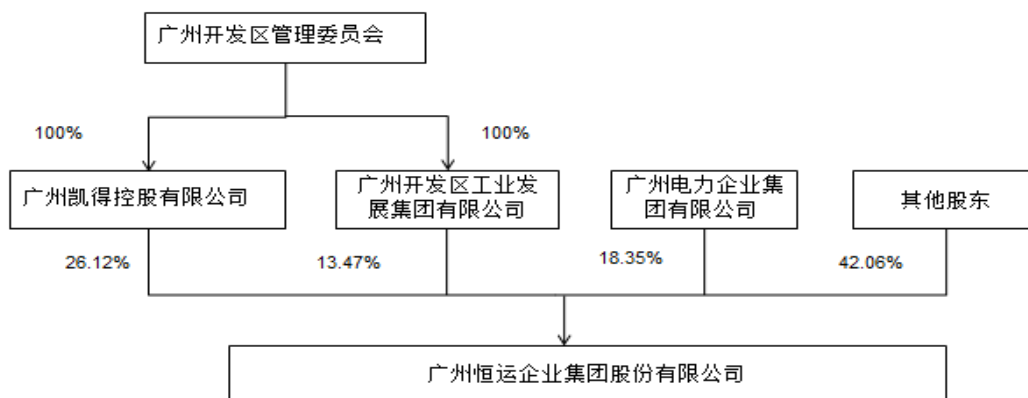 广州开发区管理委员会
100%
100%
广州凯得控股有限公司
广州开发区工业发
展集团有限公司
广州电力企业集
团有限公司
其他股东
26.12%
13.47%
18.35%
42.06%
广州恒运企业集团股份有限公司